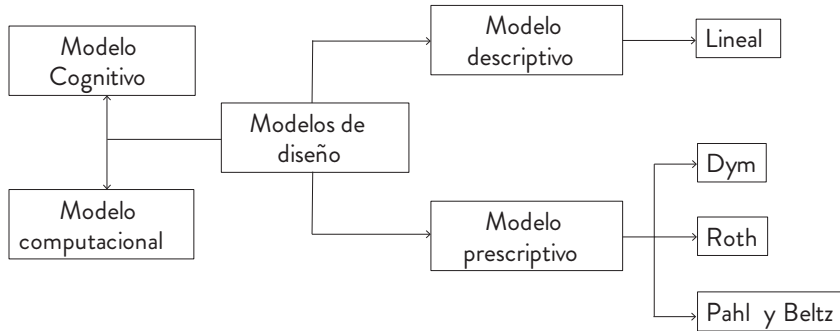 Modelo
Cognitivo
Modelo
computacional
Modelos de
diseño
Modelo
descriptivo
Lineal
Modelo
prescriptivo
Dym
Roth
Pahl y Beltz